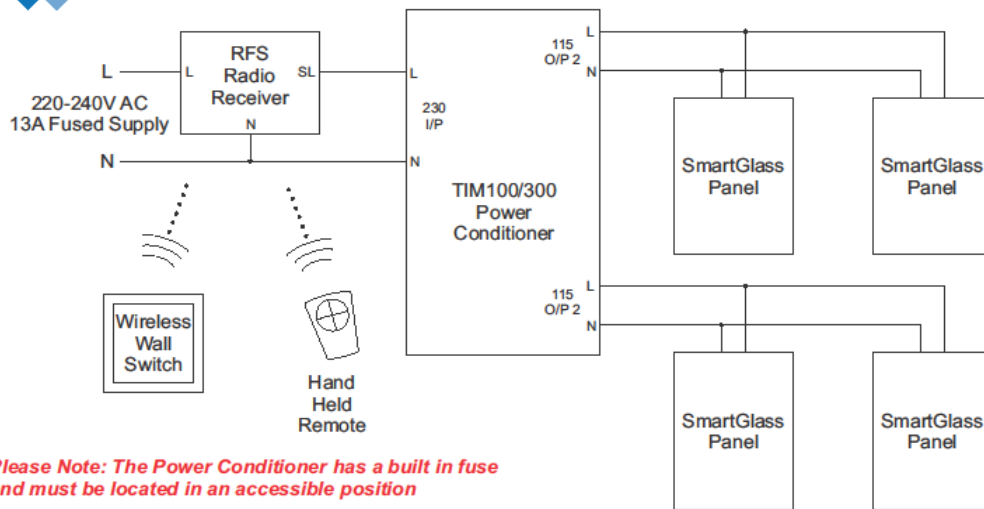 L
220-240V AC
13A Fused Supply
N
L
RFS
Radio
Receiver
SL
N
L
230
I/P
N
TIM100/300
Power
Conditioner
115
O/P 2
L
N
SmartGlass
Panel
SmartGlass
Panel
115
O/P 2
L
N
SmartGlass
Panel
SmartGlass
Panel
Wireless
Wall
Switch
Hand
Held
Remote
Please Note: The Power Conditioner has a built in fuse
and must be located in an accessible position